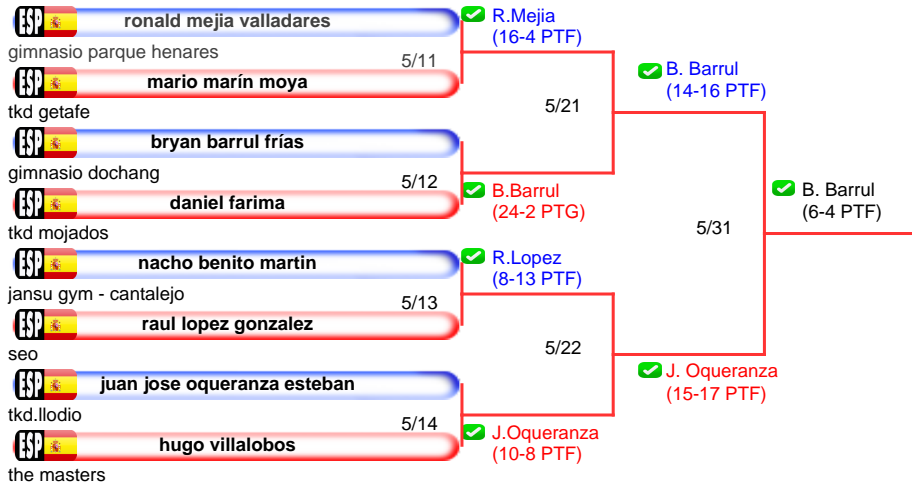 ESP ronald mejia valladares
gimnasio parque henares
5/11
ESP mario marín moya
tkd getafe
ESP bryan barrul frías
gimnasio dochang
5/12
ESP daniel farima
tkd mojados
ESP nacho benito martin
jansu gym - cantalejo
5/13
ESP raul lopez gonzalez
seo
ESP juan jose oqueranza esteban
tkd.llodio
5/14
ESP hugo villalobos
the masters
R.Mejia
(16-4 PTF)
5/21
B.Barrul
(24-2 PTG)
R.Lopez
(8-13 PTF)
5/22
J.Oqueranza
(10-8 PTF)
B. Barrul
(14-16 PTF)
5/31
J. Oqueranza
(15-17 PTF)
B. Barrul
(6-4 PTF)